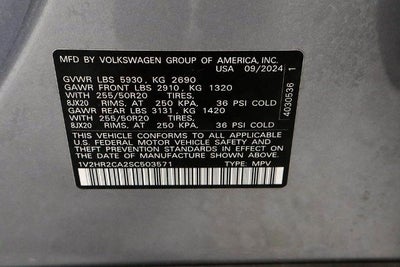 MFD. BY VOLKSWAGEN GROUP OF AMERICA, INC.
USA 09/2024
GVWR LBS 5930, KG 2690
GAWR FRONT LBS 2910, KG 1320
WITH 255/50R20 TIRES,
8JX20 RIMS, AT 250 KPA, 36 PSI COLD
GAWR REAR LBS 3131, KG 1420
WITH 255/50R20 TIRES,
8JX20 RIMS, AT 250 KPA, 36 PSI COLD
THIS VEHICLE CONFORMS TO ALL APPLICABLE
U.S. FEDERAL MOTOR VEHICLE SAFETY AND
THEFT PREVENTION STANDARDS IN EFFECT ON THE
DATE OF MANUFACTURE SHOWN ABOVE.
1V2HR2CA2SC503571 TYPE: MPV
4030536 1